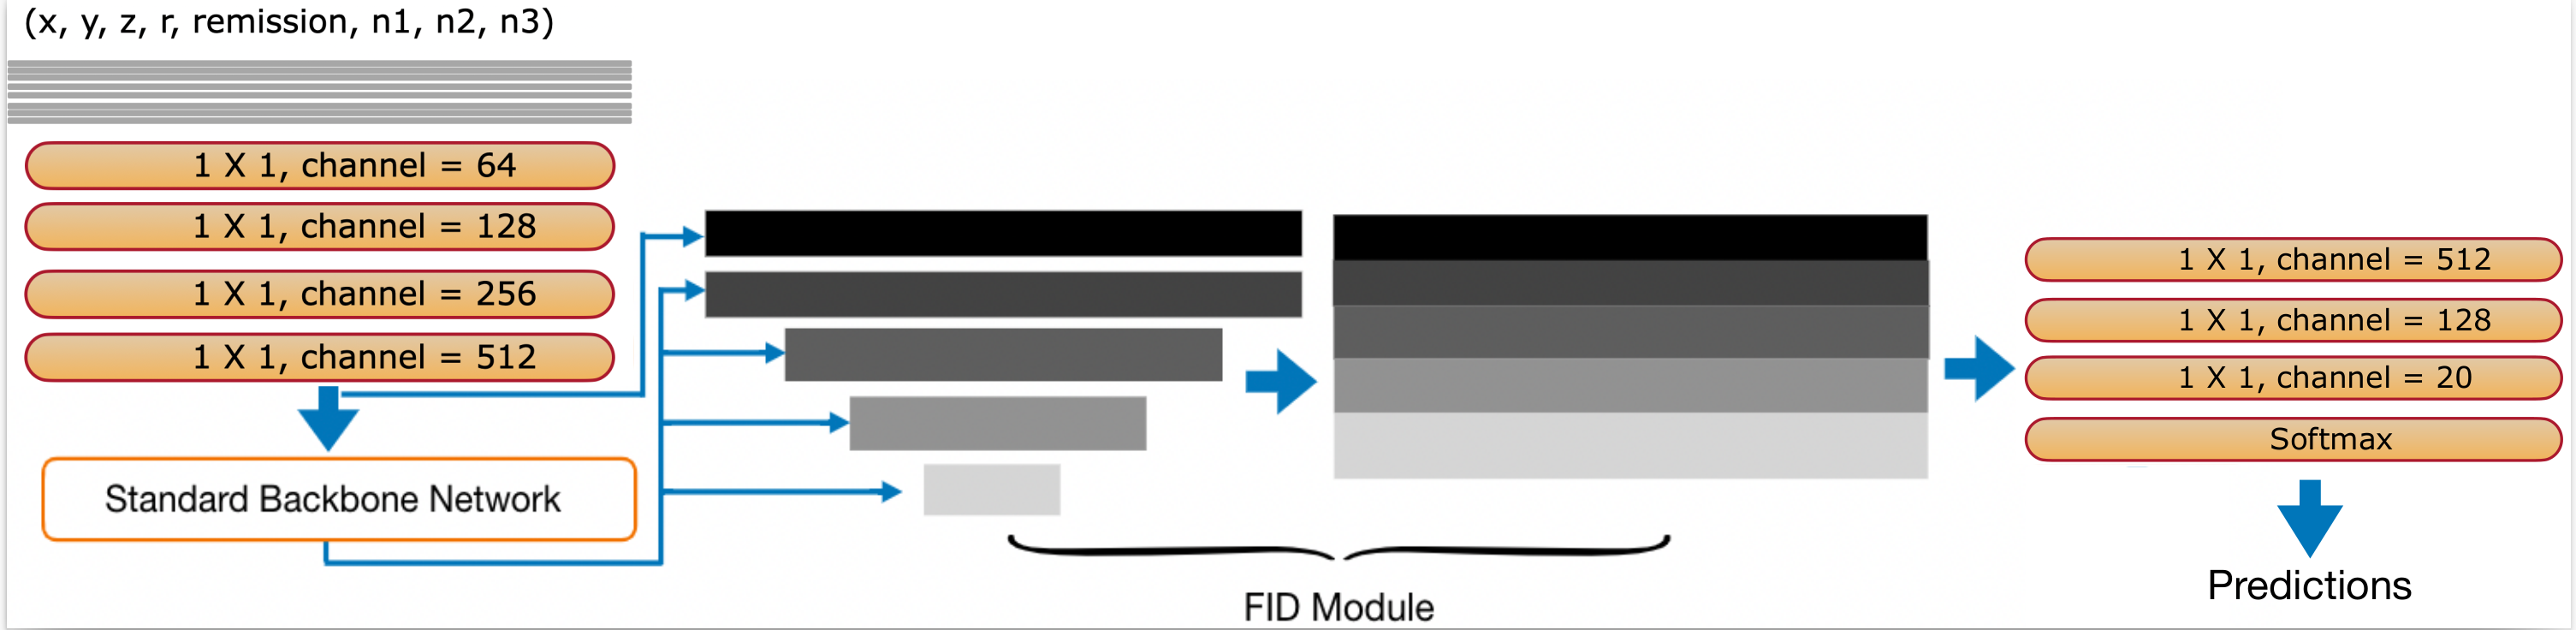 (x, y, z, r, remission, n1, n2, n3)
1 X 1, channel = 64
1 X 1, channel = 128
1 X 1, channel = 256
1 X 1, channel = 512
Standard Backbone Network
FID Module
1 X 1, channel = 512
1 X 1, channel = 128
1 X 1, channel = 20
Softmax
Predictions